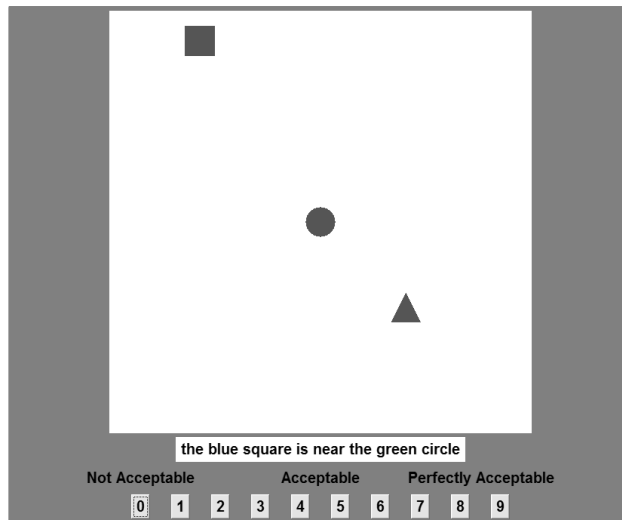 the blue square is near the green circle
Not Acceptable Acceptable Perfectly Acceptable
0 1 2 3 4 5 6 7 8 9